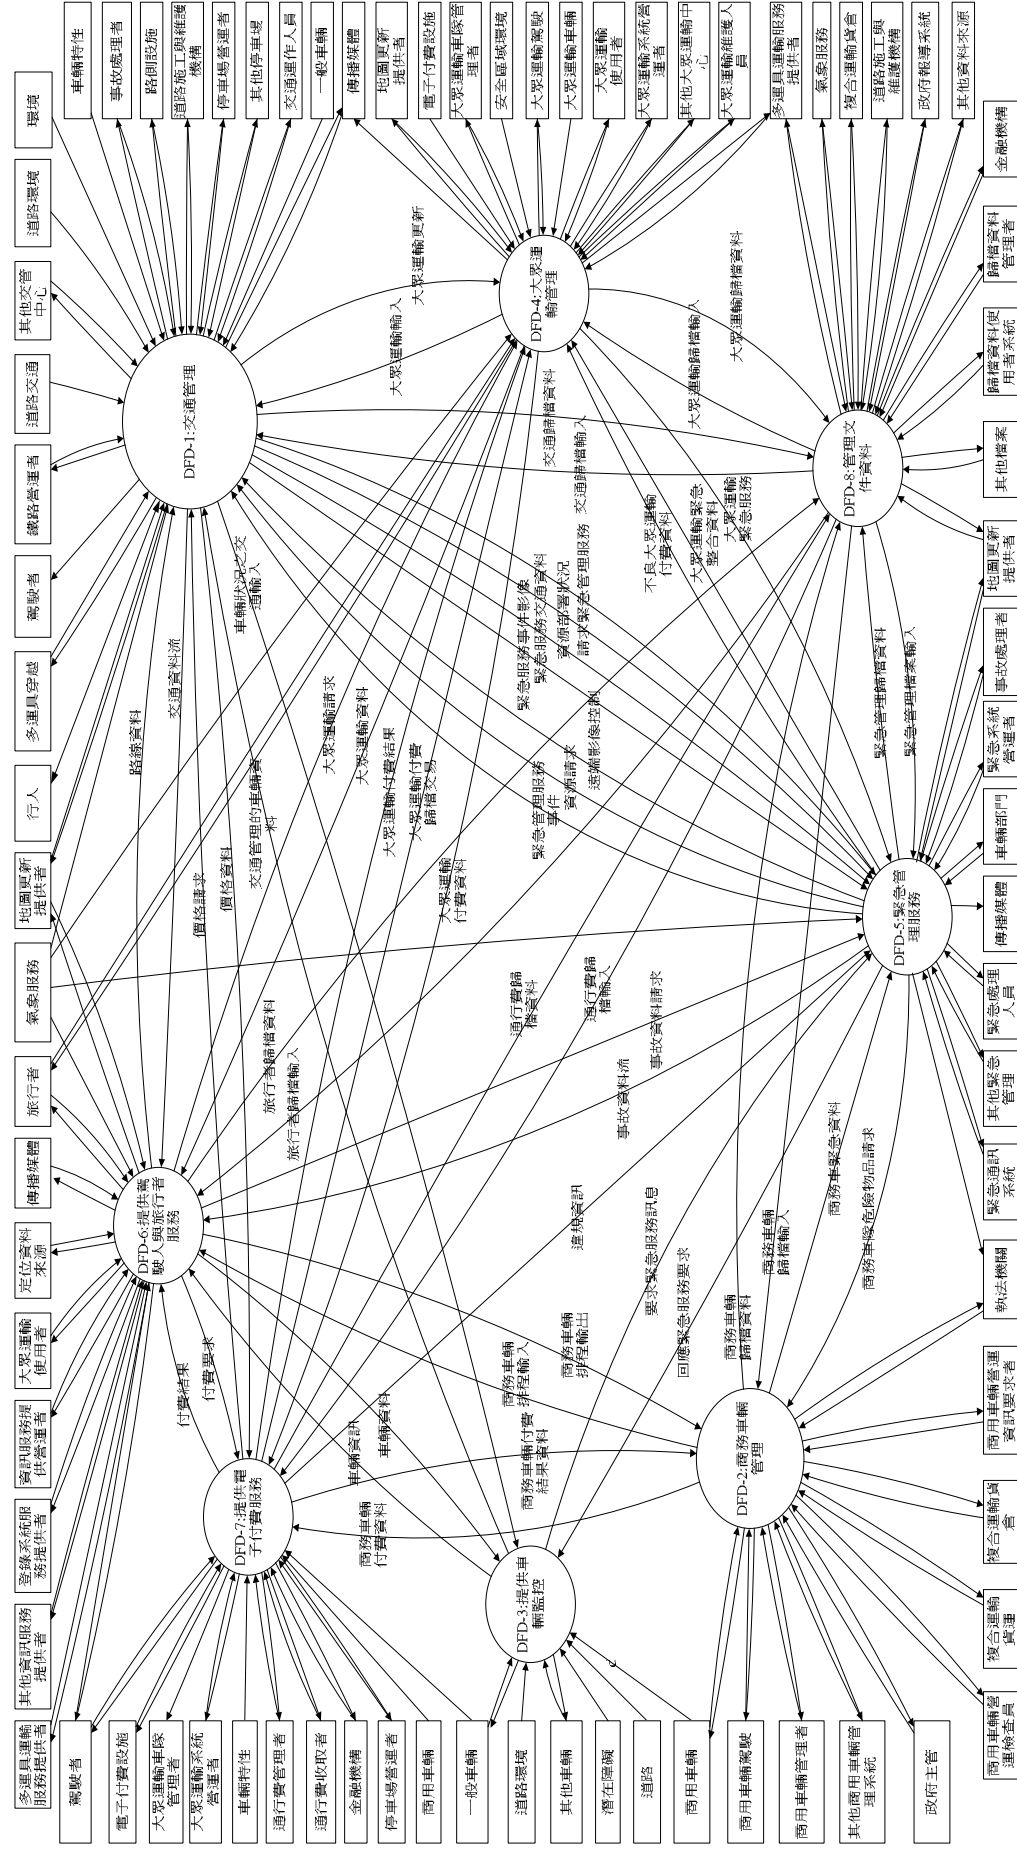 多運具運輸
服務提供者
其他資訊服務
提供者
登錄系統服
務提供者
資訊服務提
供營運者
大眾運輸
使用者
定位資料
來源
傳播媒體
旅行者
氣象服務
地圖更新
提供者
行人
多運具穿越
駕駛者
鐵路營運者
道路交通
其他交管
中心
道路環境
環境
車輛特性
事故處理者
路側設施
道路施工與維護
機構
停車場營運者
其他停車場
交通運作人員
一般車輛
傳播媒體
地圖更新
提供者
電子付費設施
大眾運輸車隊管
理者
安全區域環境
大眾運輸駕駛
大眾運輸車輛
大眾運輸
使用者
大眾運輸系統營
運者
其他大眾運輸中
心
大眾運輸維護人
員
多運具運輸服務
提供者
氣象服務
複合運輸貨倉
道路施工與
維護機構
政府報導系統
其他資料來源
金融機構
歸檔資料
管理者
歸檔資料使
用者系統
其他檔案
地圖更新
提供者
事故處理者
緊急系統
營運者
車輛部門
傳播媒體
緊急處理
人員
其他緊急
管理
緊急通訊
系統
執法機關
商用車輛營運
資訊要求者
複合運輸貨
倉
複合運輸
貨運
商用車輛營
運檢查員
駕駛者
電子付費設施
大眾運輸車隊
管理者
大眾運輸系統
營運者
車輛特性
通行費管理者
通行費收取者
金融機構
停車場營運者
商用車輛
一般車輛
道路環境
其他車輛
潛在障礙
道路
商用車輛
商用車輛駕駛
商用車輛管理者
其他商用車輛管
理系統
政府主管
DFD-1:交通管理
DFD-4:大眾運
輸管理
DFD-8:管理文
件資料
DFD-5:緊急管
理服務
DFD-6:提供駕
駛人與旅行者
服務
DFD-7:提供電
子付費服務
DFD-3:提供車
輛監控
DFD-2:商務車輛
管理
大眾運輸更新
大眾運輸輸入
大眾運輸歸檔資料
大眾運輸歸檔輸入
交通歸檔資料
交通歸檔輸入
不良大眾運輸
付費資料
大眾運輸緊急
整合資料
大眾運輸
緊急服務
車輛狀況之交
通輸入
交通資料流
路線資料
緊急服務事件影像
緊急服務交通資料
資源部署狀況
請求緊急管理服務
緊急管理服務
事件
資源請求
遠端影像控制
緊急管理歸檔資料
緊急管理檔案輸入
大眾運輸請求
大眾運輸資料
大眾運輸付費結果
大眾運輸付費
歸檔交易
大眾運輸
付費資料
交通管理的車輛資
料
價格資料
價格請求
旅行者歸檔資料
旅行者歸檔輸入
通行費歸
檔資料
通行費歸
檔輸入
事故資料請求
事故資料流
違規資訊
要求緊急服務訊息
回應緊急服務要求
商務車緊急資料
商務車隊危險物品請求
商務車輛
歸檔輸入
商務車輛
歸檔資料
商務車輛
排程輸入
商務車輛
排程輸出
商務車輛付費
結果資料
商務車輛
付費資料
車輛資訊
車輛資料
付費結果
付費要求
c